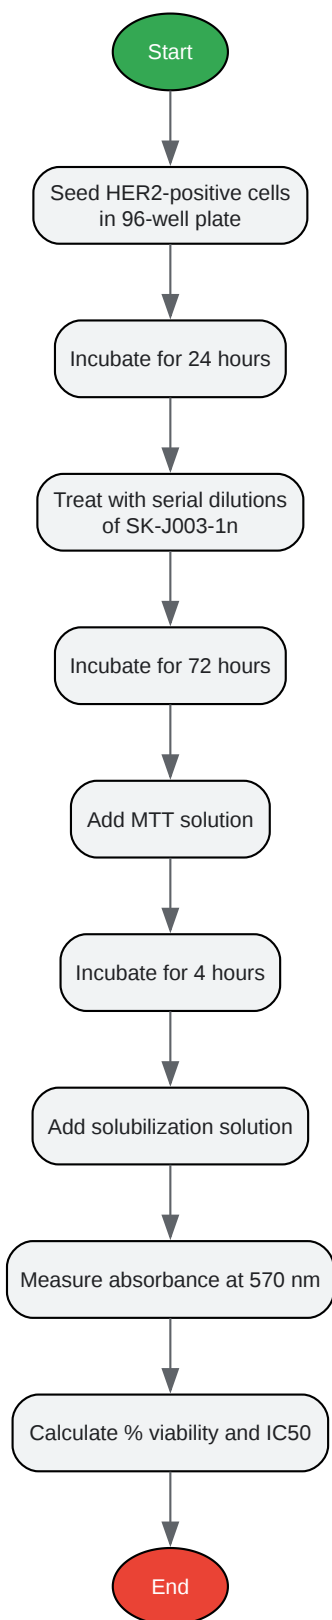 Start
Seed HER2-positive cells
in 96-well plate
Incubate for 24 hours
Treat with serial dilutions
of SK-J003-1n
Incubate for 72 hours
Add MTT solution
Incubate for 4 hours
Add solubilization solution
Measure absorbance at 570 nm
Calculate % viability and IC50
End